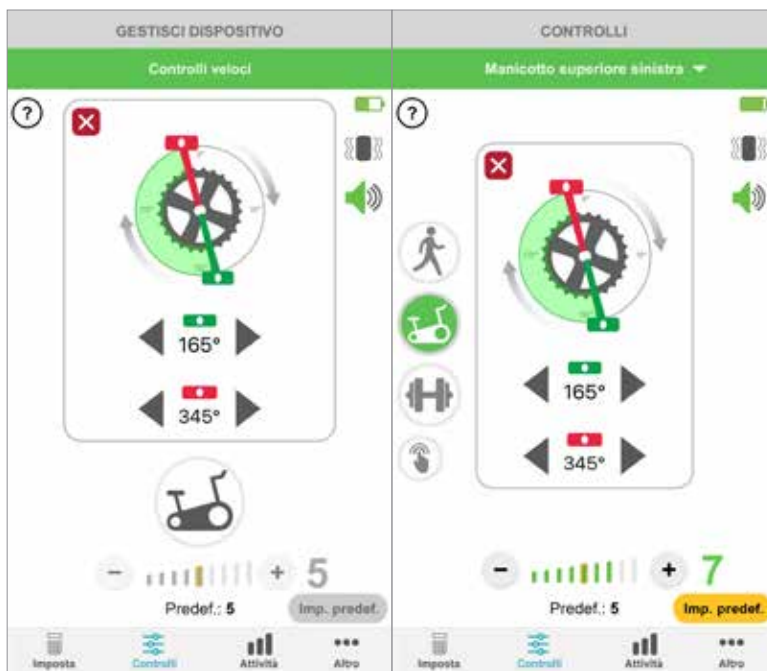 GESTISCI DISPOSITIVO
Controlli veloci
?
165°
345°
5
Predef.: 5
Imp. predef.
Imposta
Controlli
Attività
Altro
CONTROLLI
Manicotto superiore sinistra
?
165°
345°
7
Predef.: 5
Imp. predef.
Imposta
Controlli
Attività
Altro